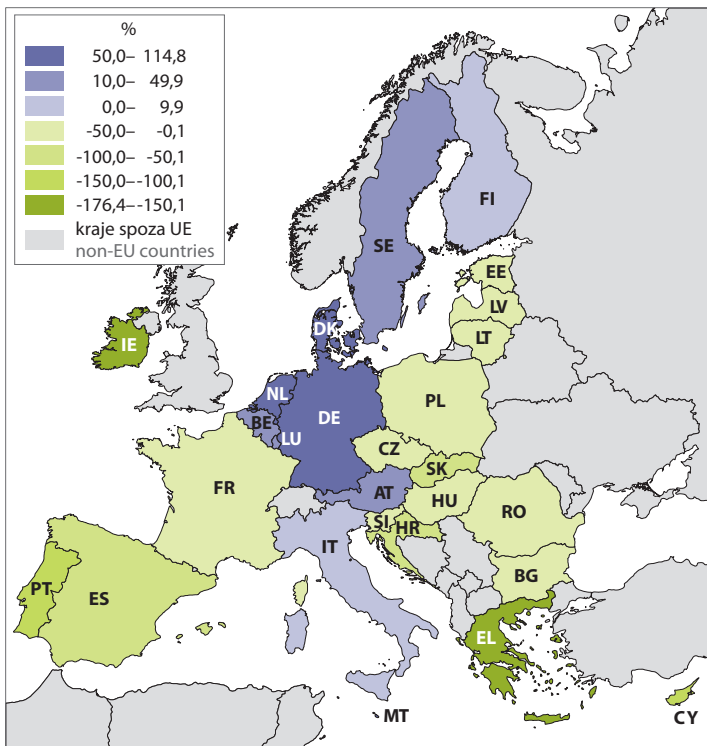 %
50,0– 114,8
10,0– 49,9
0,0– 9,9
-50,0– -0,1
-100,0– -50,1
-150,0– -100,1
-176,4– -150,1
kraje spoza UE
non-EU countries
FI
SE
EE
LV
LT
DK
IE
NL
DE
PL
BE
LU
CZ
SK
FR
AT
HU
RO
SI
HR
IT
BG
PT
ES
EL
MT
CY